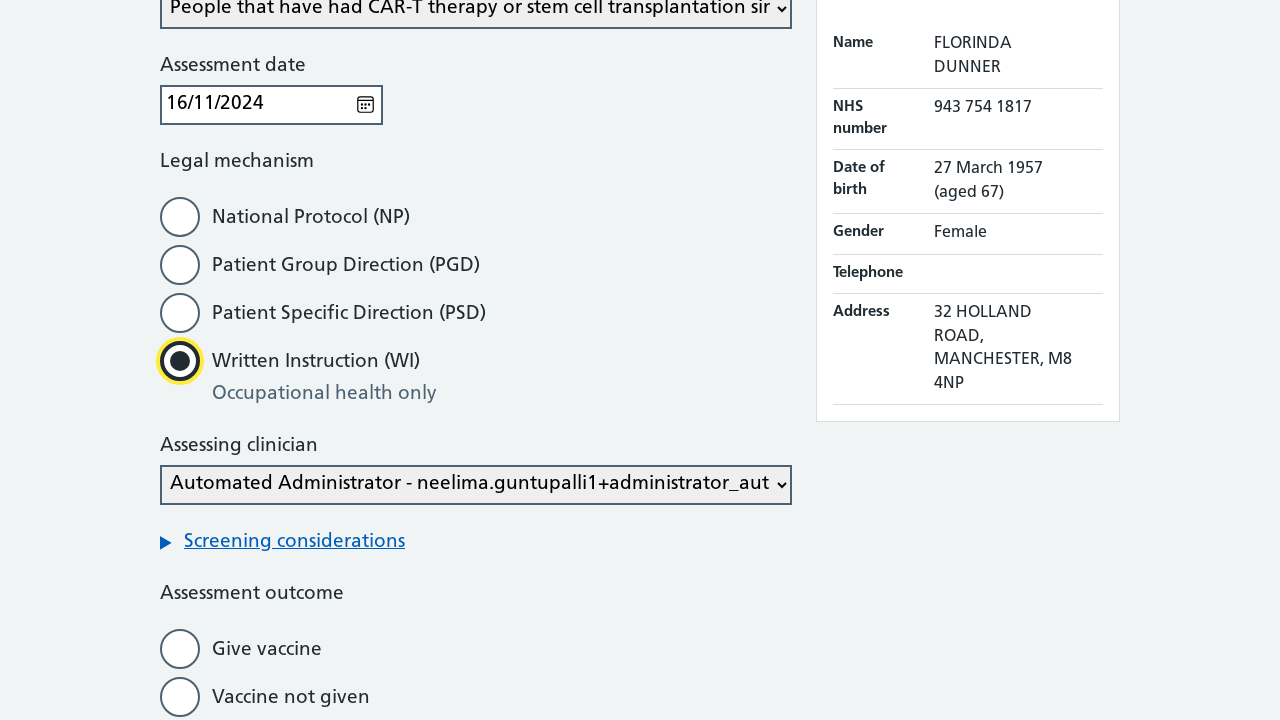 People that have had CAR-T therapy or stem cell transplantation sir
Assessment date
16/11/2024
Legal mechanism
National Protocol (NP)
Patient Group Direction (PGD)
Patient Specific Direction (PSD)
Written Instruction (WI)
Occupational health only
Assessing clinician
Automated Administrator - neelima.guntupalli1+administrator_aut
Screening considerations
Assessment outcome
Give vaccine
Vaccine not given
Name
FLORINDA
DUNNER
NHS
number
943 754 1817
Date of
birth
27 March 1957
(aged 67)
Gender
Female
Telephone
Address
32 HOLLAND
ROAD,
MANCHESTER, M8
4NP